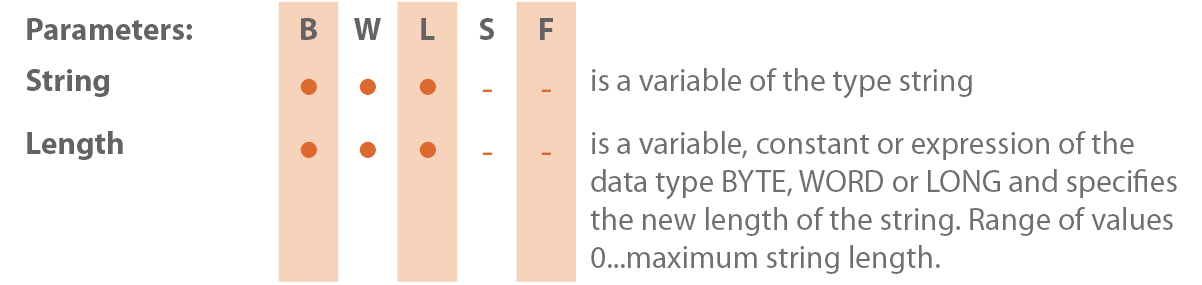 Parameters: B W L S F
String ● ● ● - - is a variable of the type string
Length ● ● ● - - is a variable, constant or expression of the
data type BYTE, WORD or LONG and specifies
the new length of the string. Range of values
0...maximum string length.